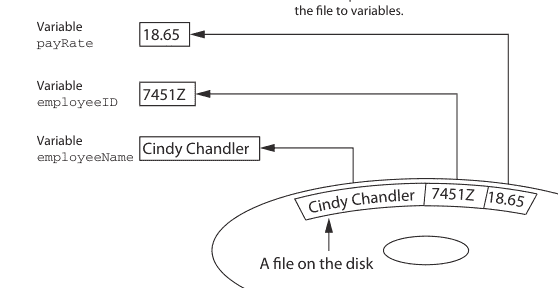 the file to variables.
Variable
payRate
18.65
Variable
employeeID
7451Z
Variable
employeeName
Cindy Chandler
Cindy Chandler
7451Z
18.65
A file on the disk